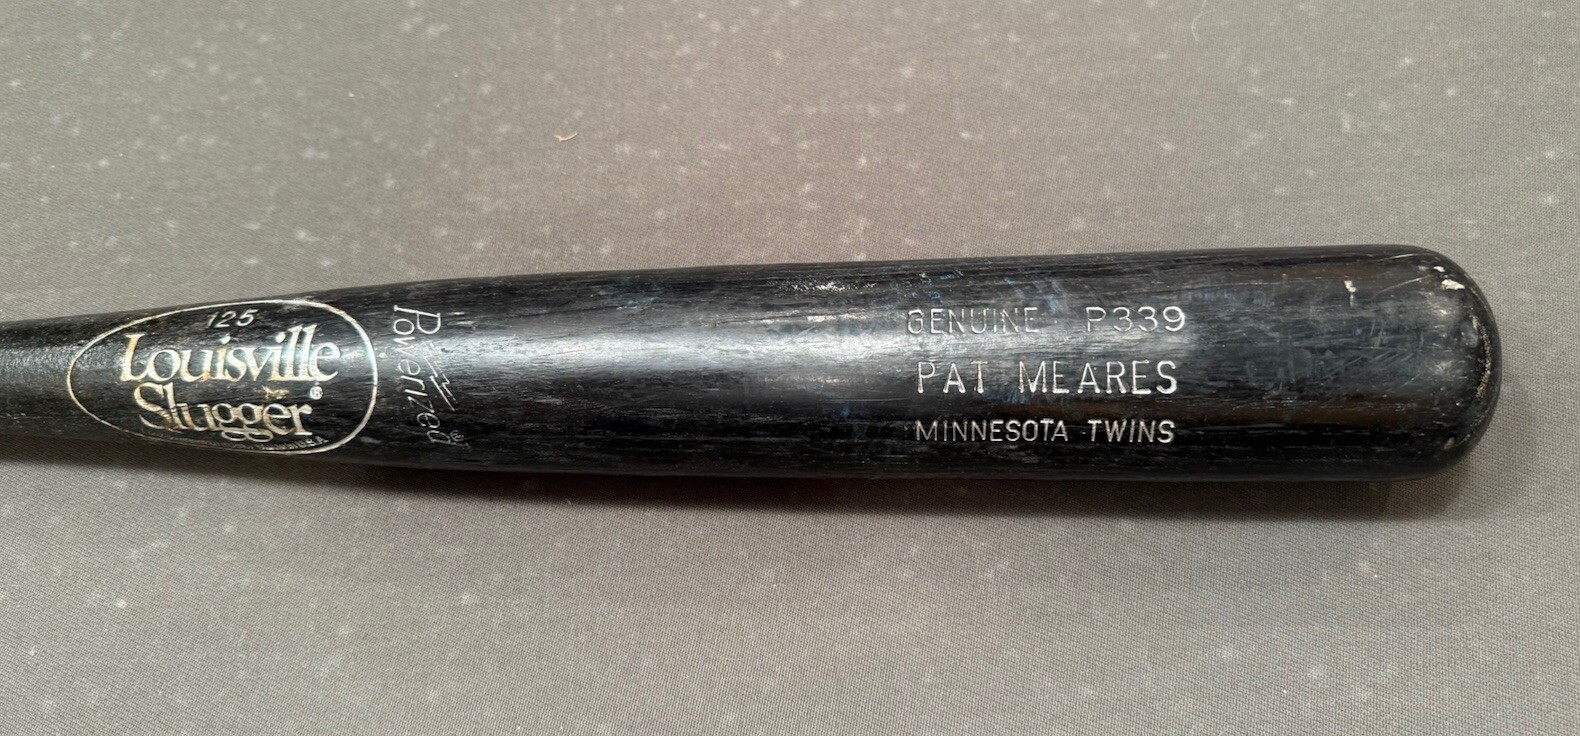 125
Louisville
Slugger®
Powerized®
GENUINE P339
PAT MEARES
MINNESOTA TWINS